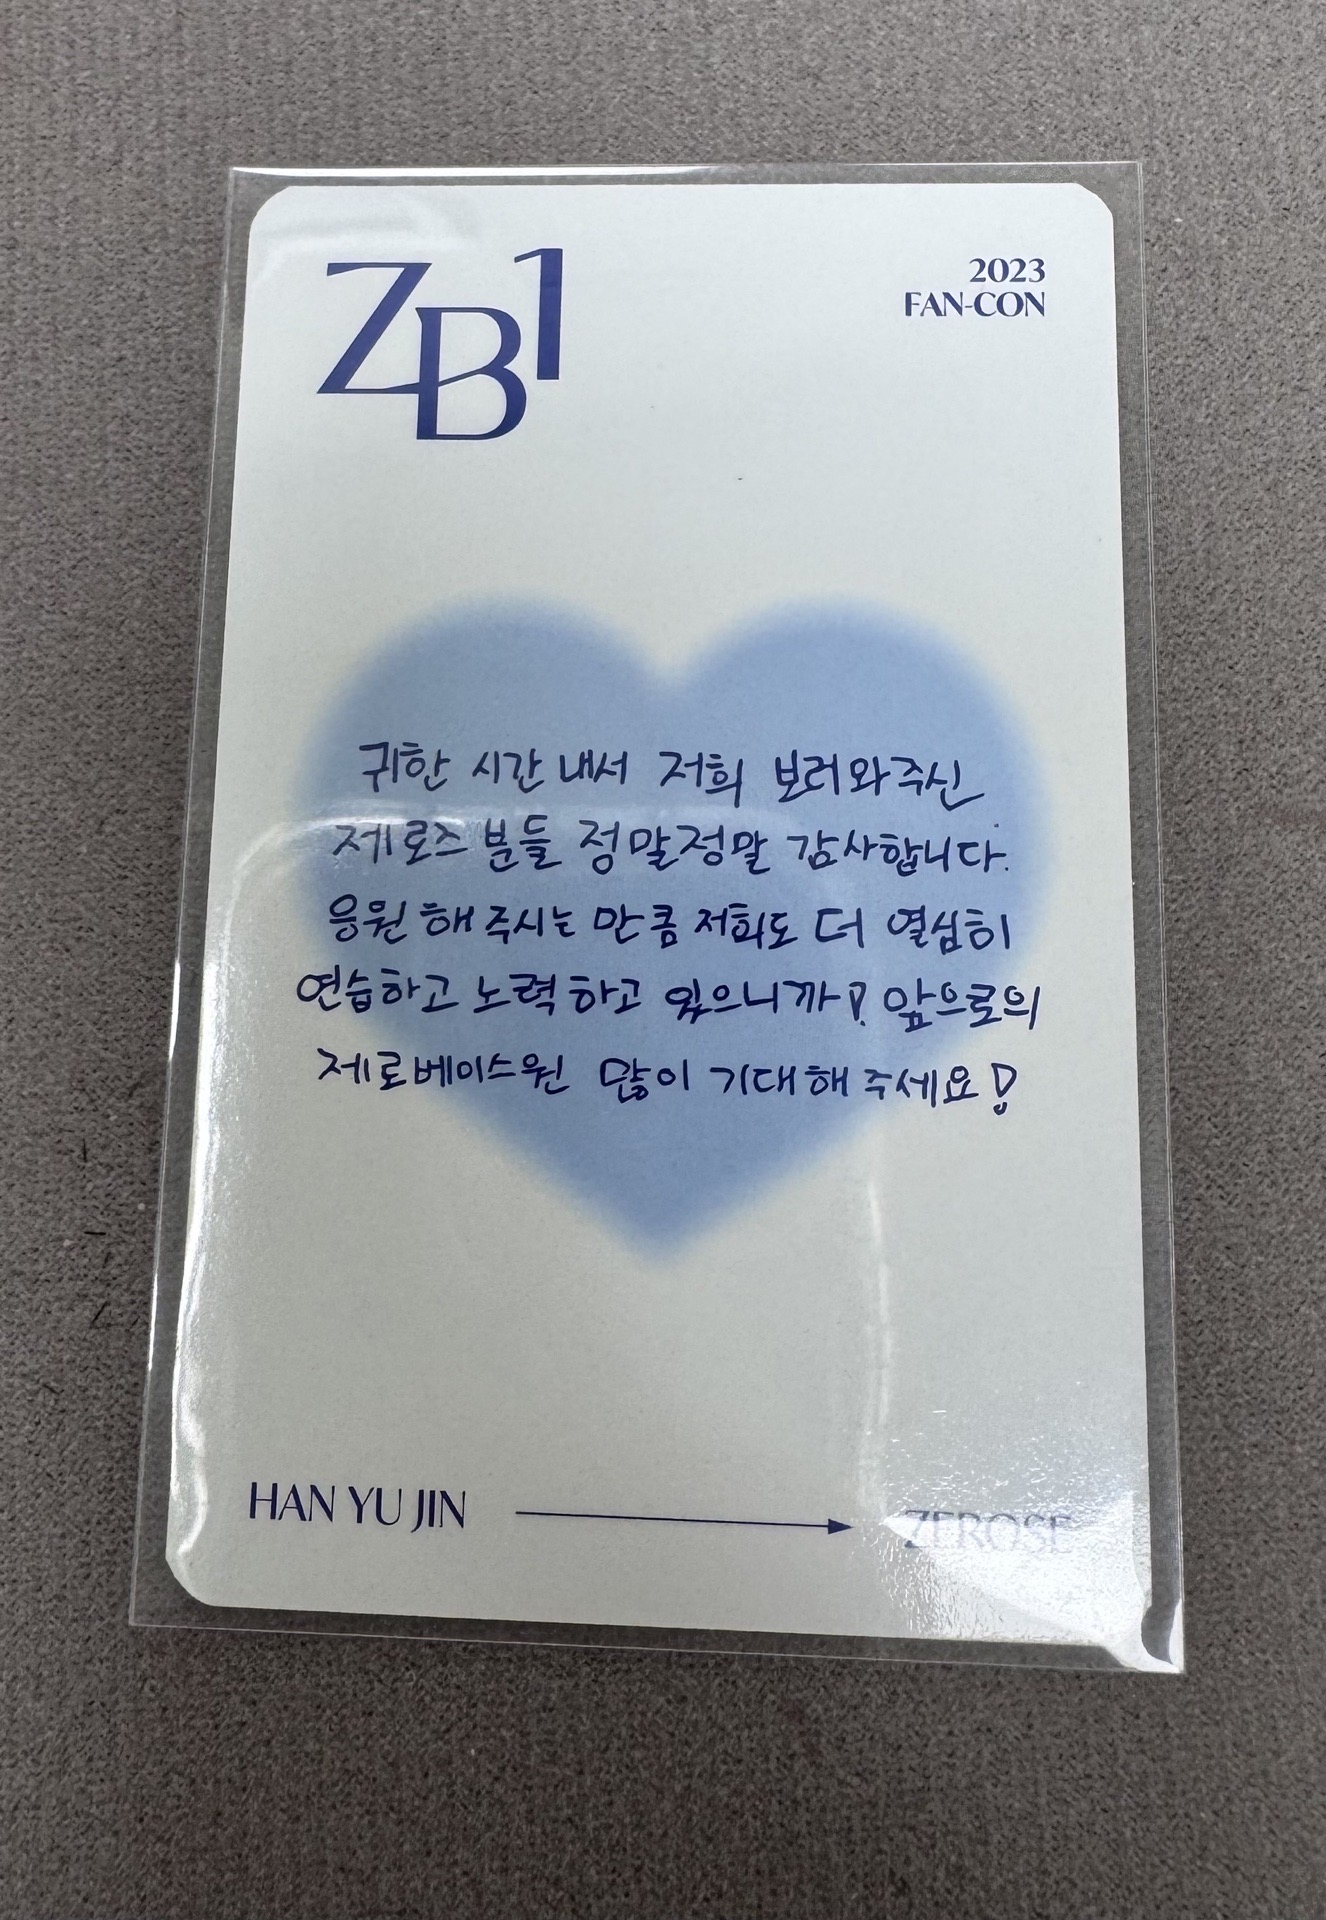 ZB1
2023
FAN-CON
귀한 시간 내서 저희 보러와주신
제로즈 분들 정말정말 감사합니다.
응원 해 주시는 만큼 저희도 더 열심히
연습하고 노력하고 있으니까! 앞으로의
제로베이스원 많이 기대해 주세요!
HAN YU JIN → ZEROSE